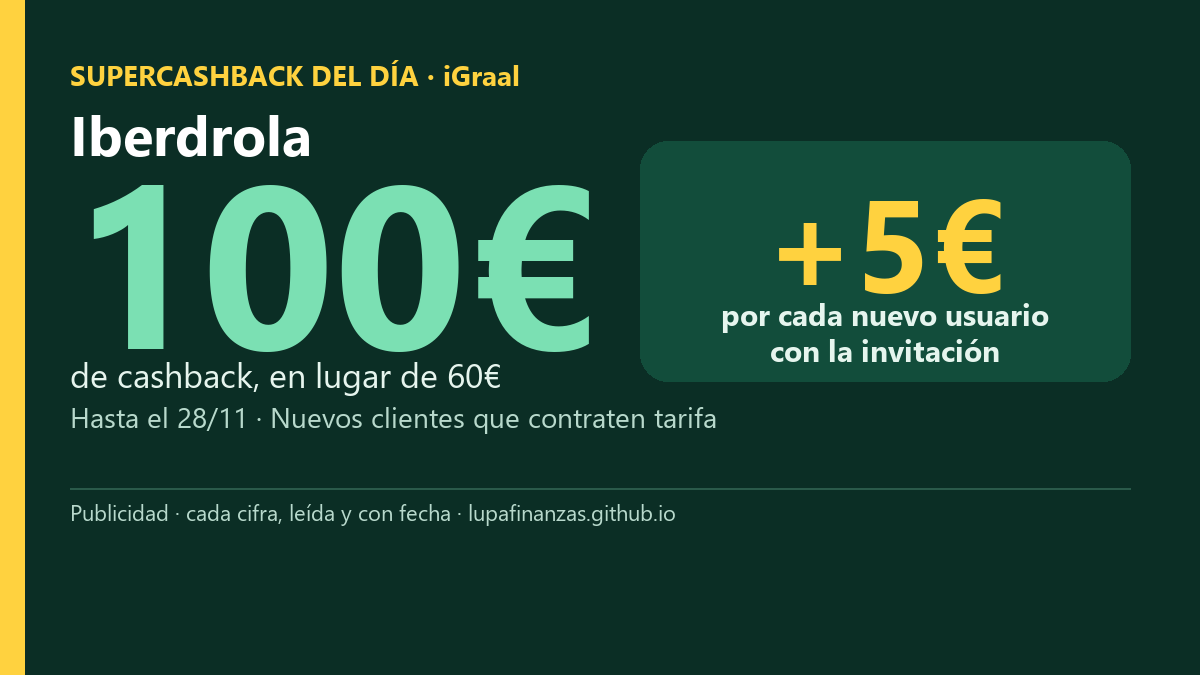 SUPERCASHBACK DEL DÍA · iGraal
Iberdrola
100€
de cashback, en lugar de 60€
Hasta el 28/11 · Nuevos clientes que contraten tarifa
+5€
por cada nuevo usuario
con la invitación
Publicidad · cada cifra, leída y con fecha · lupafinanzas.github.io